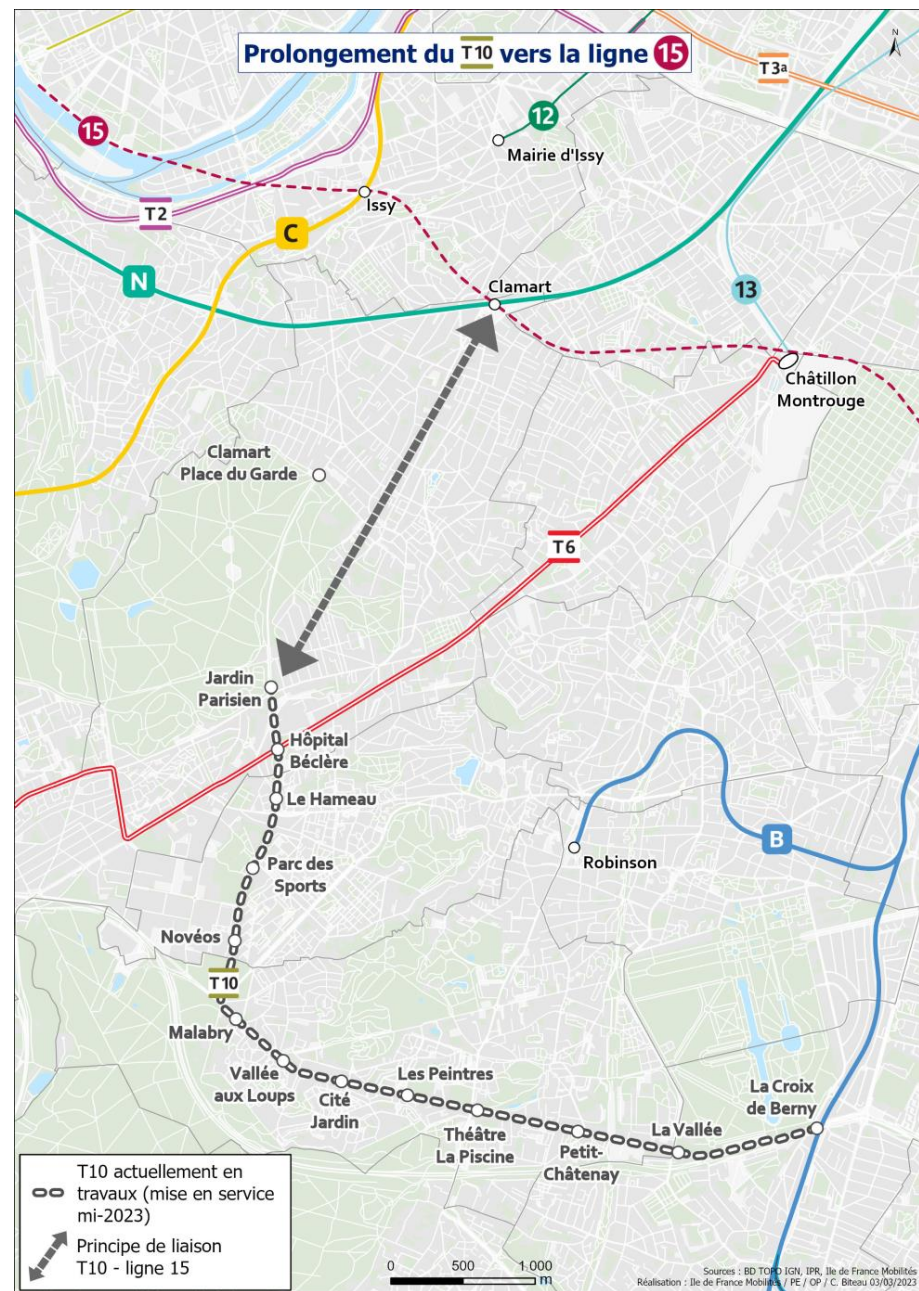 Prolongement du T10 vers la ligne 15
N
T3a
12
15
Mairie d'Issy
Issy
T2
C
N
Clamart
13
Châtillon
Montrouge
Clamart
Place du Garde
T6
Jardin
Parisien
Hôpital
Béclère
Le Hameau
B
Robinson
Parc des
Sports
Novéos
T10
Malabry
Vallée
aux Loups
Cité
Jardin
Les Peintres
Théâtre
La Piscine
Petit-
Châtenay
La Vallée
La Croix
de Berny
T10 actuellement en
travaux (mise en service
mi-2023)
Principe de liaison
T10 - ligne 15
0 500 1 000
m
Sources : BD TOPO IGN, IPR, Ile de France Mobilités
Réalisation : Ile de France Mobilités / PE / OP / C. Biteau 03/03/2023